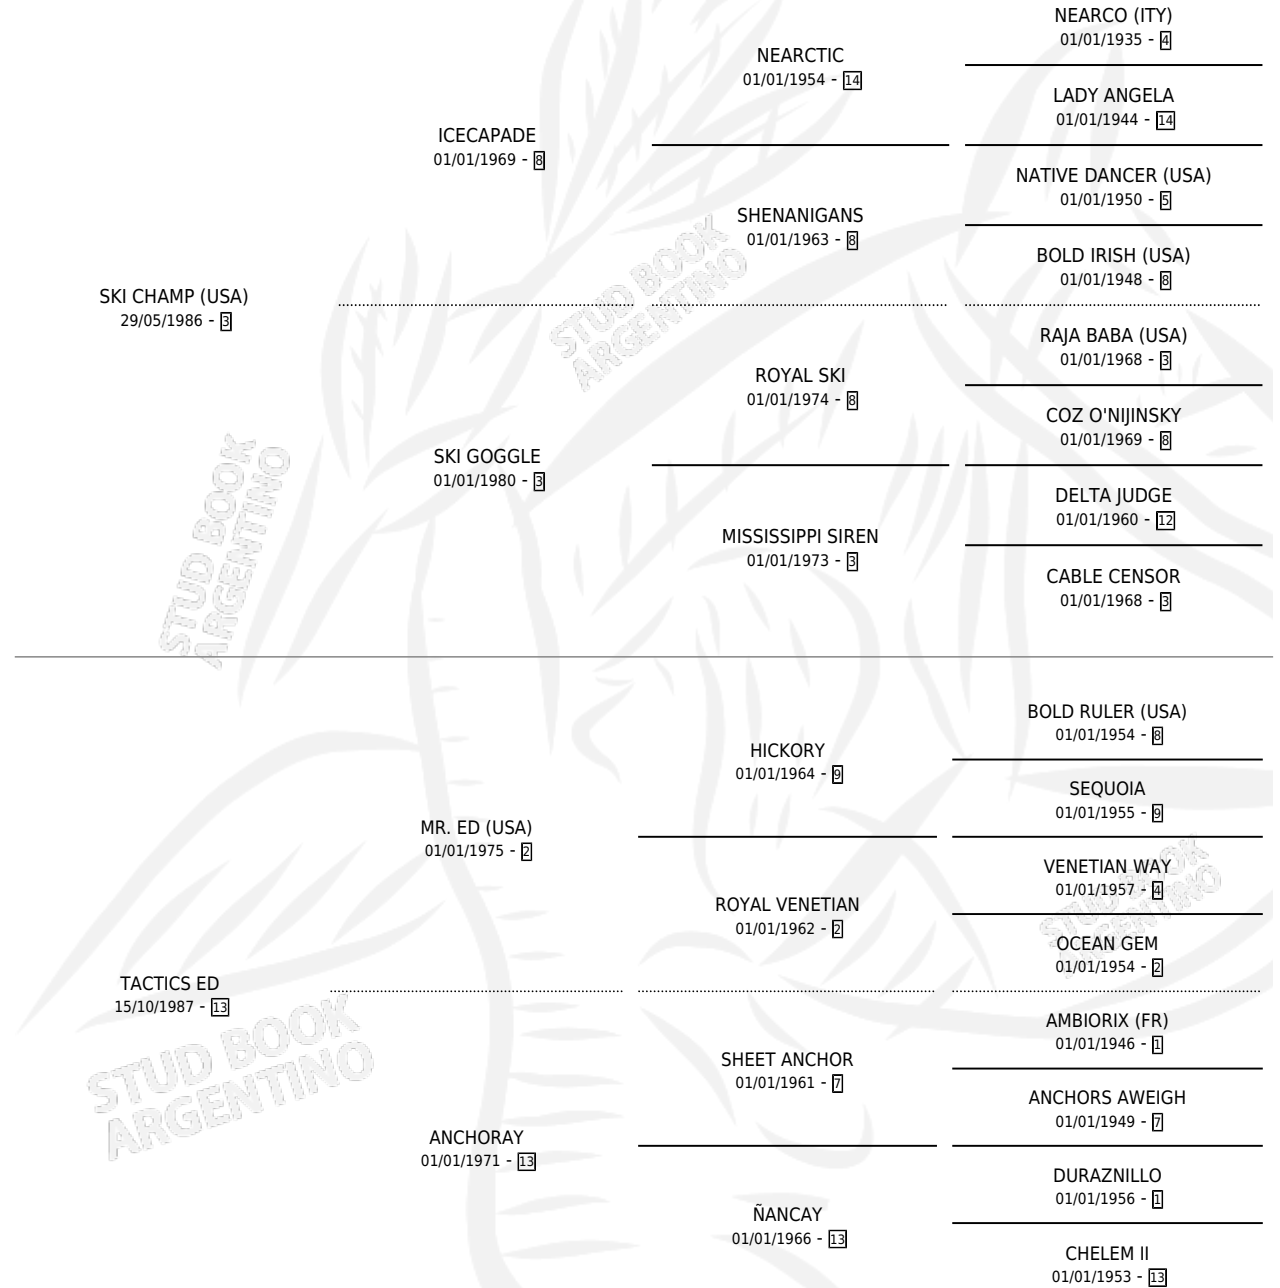 NEARCO (ITY)
01/01/1935 - 4
NEARCTIC
01/01/1954 - 14
LADY ANGELA
01/01/1944 - 14
ICECAPADE
01/01/1969 - 8
NATIVE DANCER (USA)
01/01/1950 - 5
SHENANIGANS
01/01/1963 - 8
BOLD IRISH (USA)
01/01/1948 - 8
SKI CHAMP (USA)
29/05/1986 - 3
STUD BOOK
ARGENTINO
RAJA BABA (USA)
01/01/1968 - 3
ROYAL SKI
01/01/1974 - 8
COZ O'NIJINSKY
01/01/1969 - 8
SKI GOGGLE
01/01/1980 - 3
DELTA JUDGE
01/01/1960 - 12
MISSISSIPPI SIREN
01/01/1973 - 3
CABLE CENSOR
01/01/1968 - 3
STUD BOOK
ARGENTINO
BOLD RULER (USA)
01/01/1954 - 8
HICKORY
01/01/1964 - 9
SEQUOIA
01/01/1955 - 9
MR. ED (USA)
01/01/1975 - 2
VENETIAN WAY
01/01/1957 - 4
ROYAL VENETIAN
01/01/1962 - 2
OCEAN GEM
01/01/1954 - 2
STUD BOOK
ARGENTINO
TACTICS ED
15/10/1987 - 13
AMBIORIX (FR)
01/01/1946 - 1
SHEET ANCHOR
01/01/1961 - 7
ANCHORS AWEIGH
01/01/1949 - 7
STUD BOOK
ARGENTINO
ANCHORAY
01/01/1971 - 13
DURAZNILLO
01/01/1956 - 1
ÑANCAY
01/01/1966 - 13
CHELEM II
01/01/1953 - 13